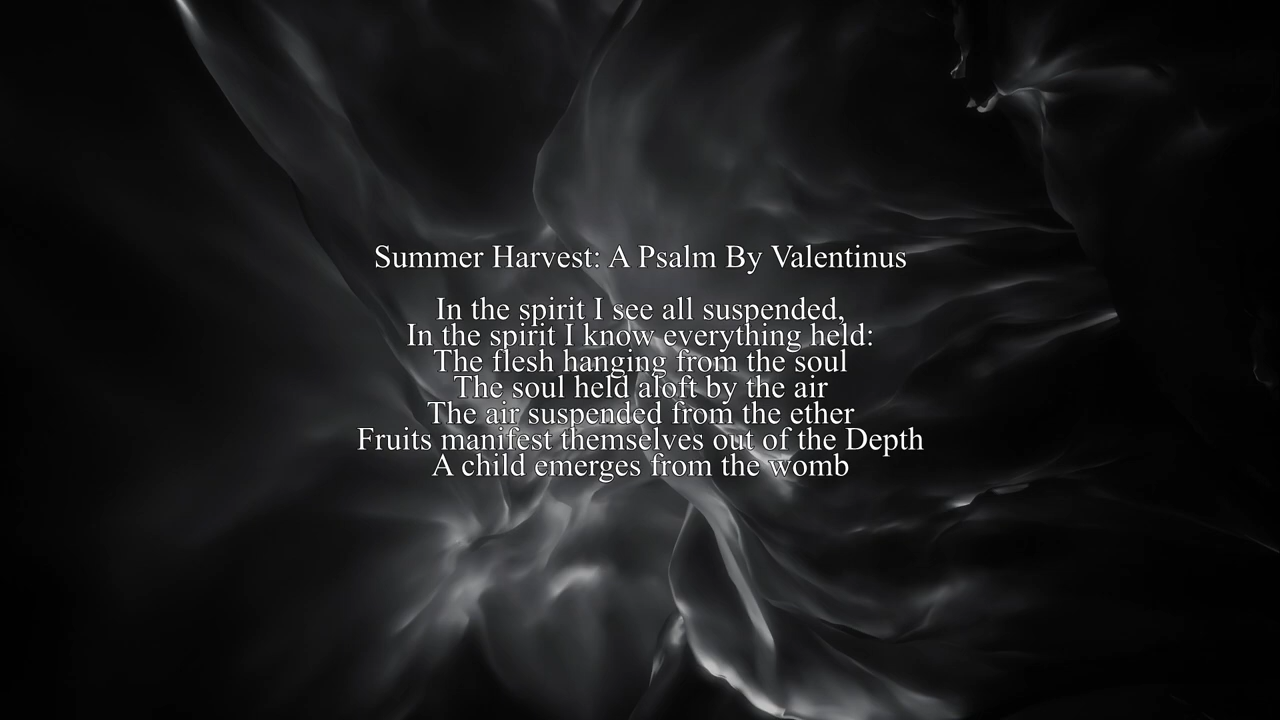 Summer Harvest: A Psalm By Valentinus
In the spirit I see all suspended,
In the spirit I know everything held:
The flesh hanging from the soul
The soul held aloft by the air
The air suspended from the ether
Fruits manifest themselves out of the Depth
A child emerges from the womb